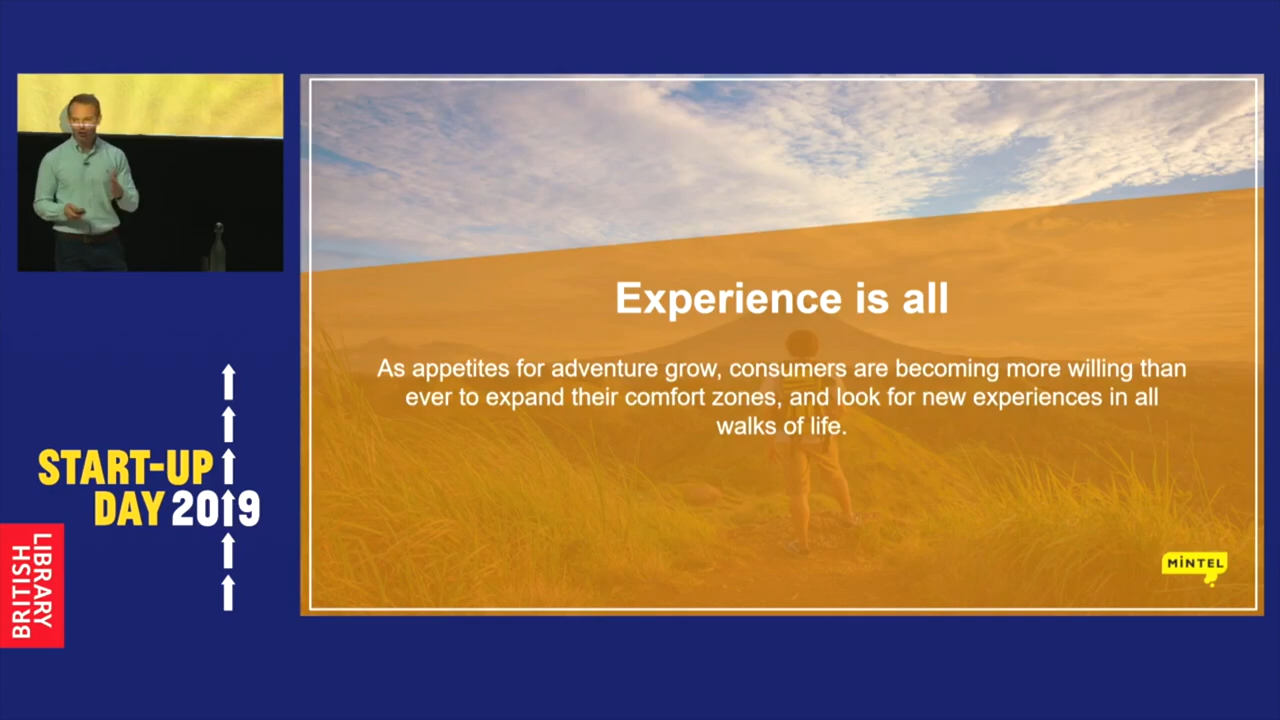 Experience is all
As appetites for adventure grow, consumers are becoming more willing than
ever to expand their comfort zones, and look for new experiences in all
walks of life.
MiNTEL
START-UP
DAY 2019
LIBRARY
BRITISH